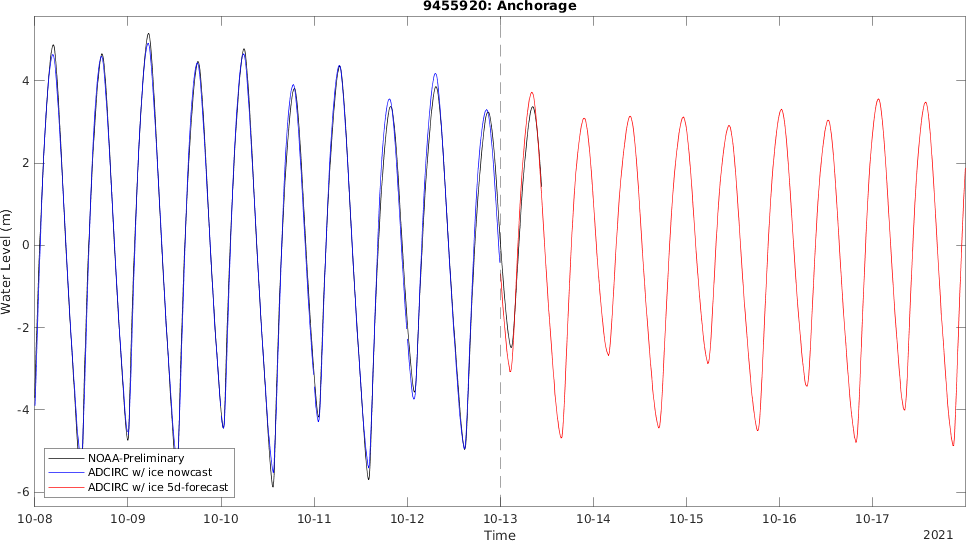 9455920: Anchorage
Water Level (m)
4
2
0
-2
-4
-6
NOAA-Preliminary
ADCIRC w/ ice nowcast
ADCIRC w/ ice 5d-forecast
10-08 10-09 10-10 10-11 10-12 10-13 10-14 10-15 10-16 10-17
Time
2021